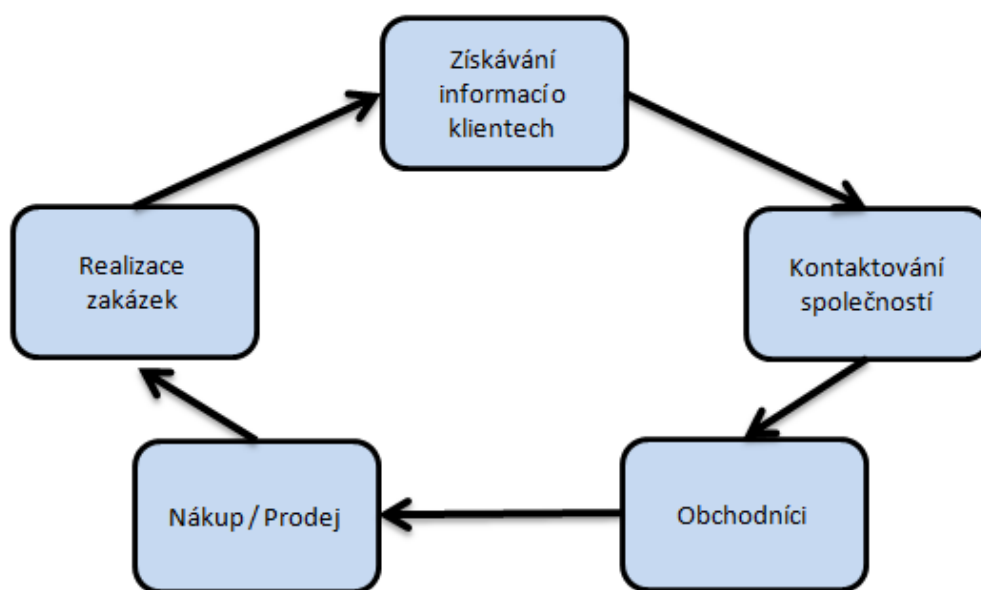 Získávání
informací o
klientech
Realizace
zakázek
Kontaktování
společností
Nákup / Prodej
Obchodníci